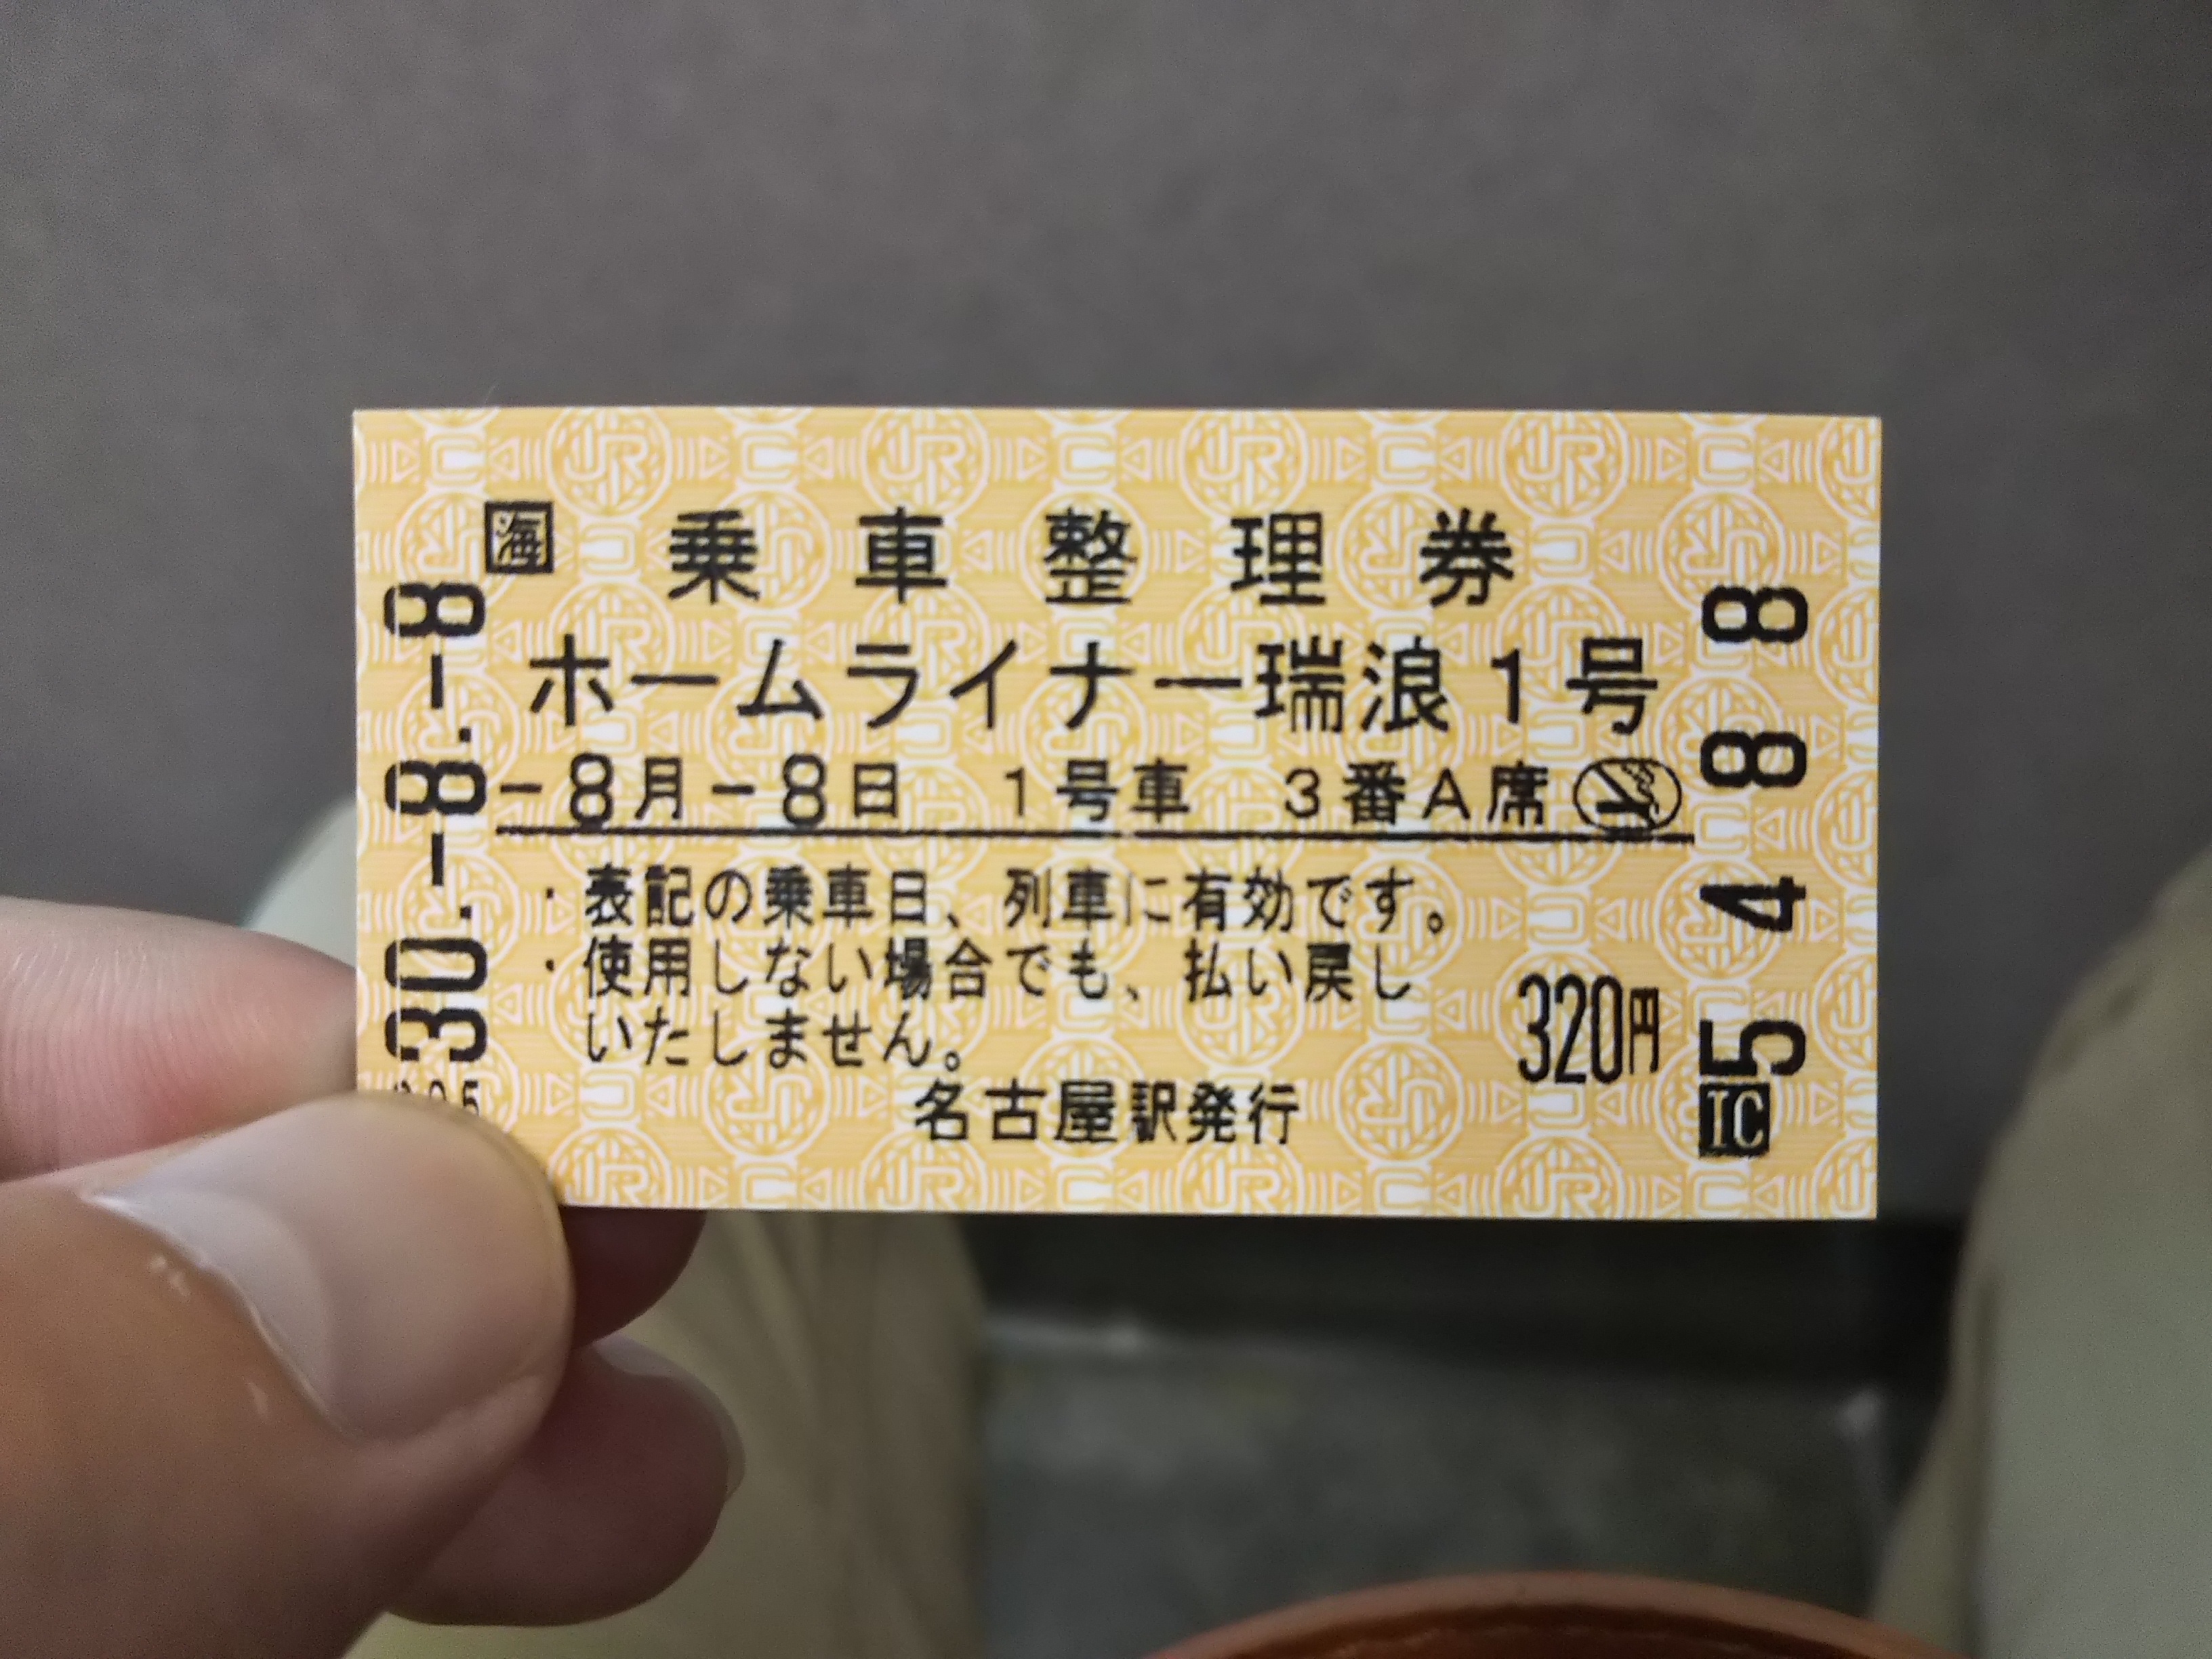 海 乗車整理券
ホームライナー瑞浪1号
-8月-8日 1号車 3番A席
・表記の乗車日、列車に有効です。
・使用しない場合でも、払い戻し
いたしません。
320円
名古屋駅発行
30.-8.-8
IC 5488
JR